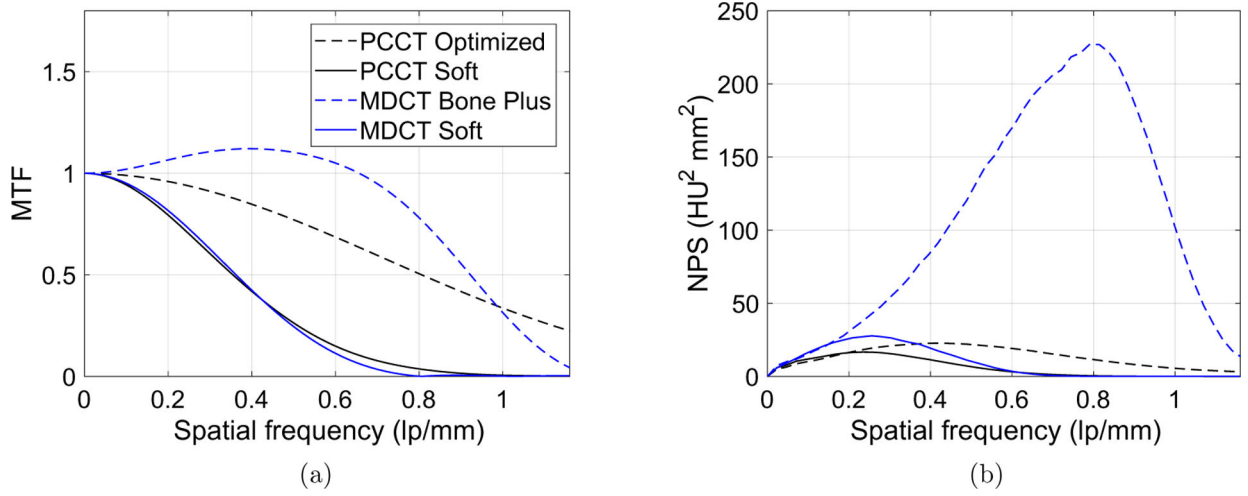 MTF
1.5
1
0.5
0
0 0.2 0.4 0.6 0.8 1
Spatial frequency (lp/mm)
PCCT Optimized
PCCT Soft
MDCT Bone Plus
MDCT Soft
(a)
NPS (HU² mm²)
250
200
150
100
50
0
0 0.2 0.4 0.6 0.8 1
Spatial frequency (lp/mm)
(b)